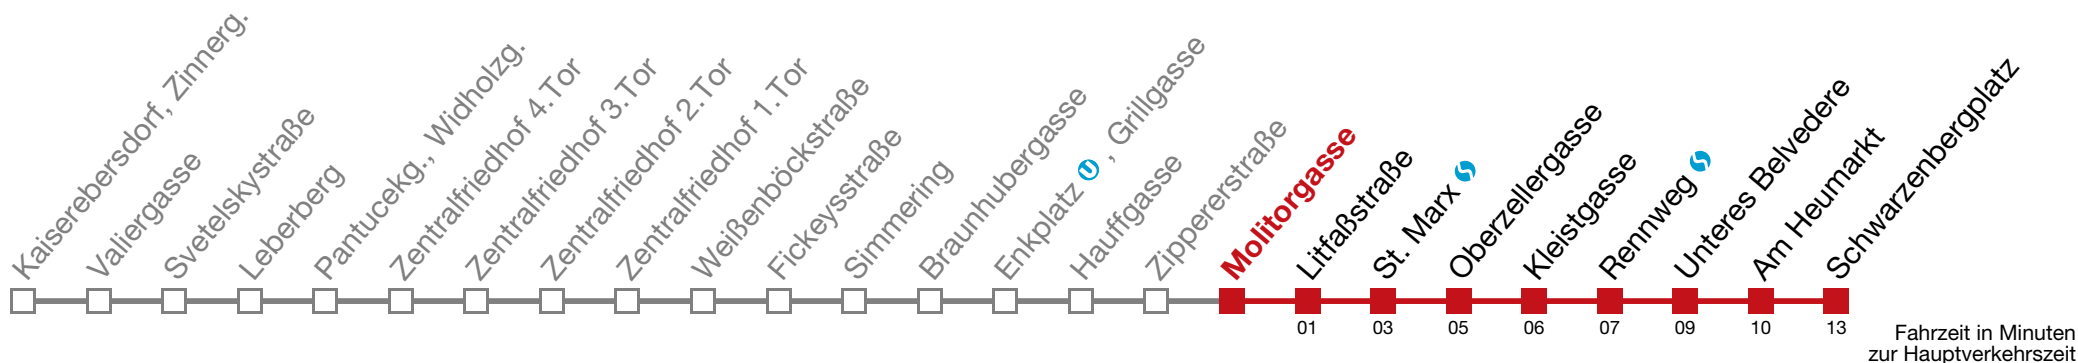 Kaiserebersdorf, Zinnerg.
Valiergasse
Svetelskystraße
Leberberg
Pantucekg., Widholzg.
Zentralfriedhof 4.Tor
Zentralfriedhof 3.Tor
Zentralfriedhof 2.Tor
Zentralfriedhof 1.Tor
Weißenböckstraße
Fickeysstraße
Simmering
Braunhubergasse
Enkplatz U , Grillgasse
Hauffgasse
Zippererstraße
Molitorgasse
Litfaßstraße
St. Marx S
Oberzellergasse
Kleistgasse
Rennweg S
Unteres Belvedere
Am Heumarkt
Schwarzenbergplatz
01 03 05 06 07 09 10 13
Fahrzeit in Minuten
zur Hauptverkehrszeit